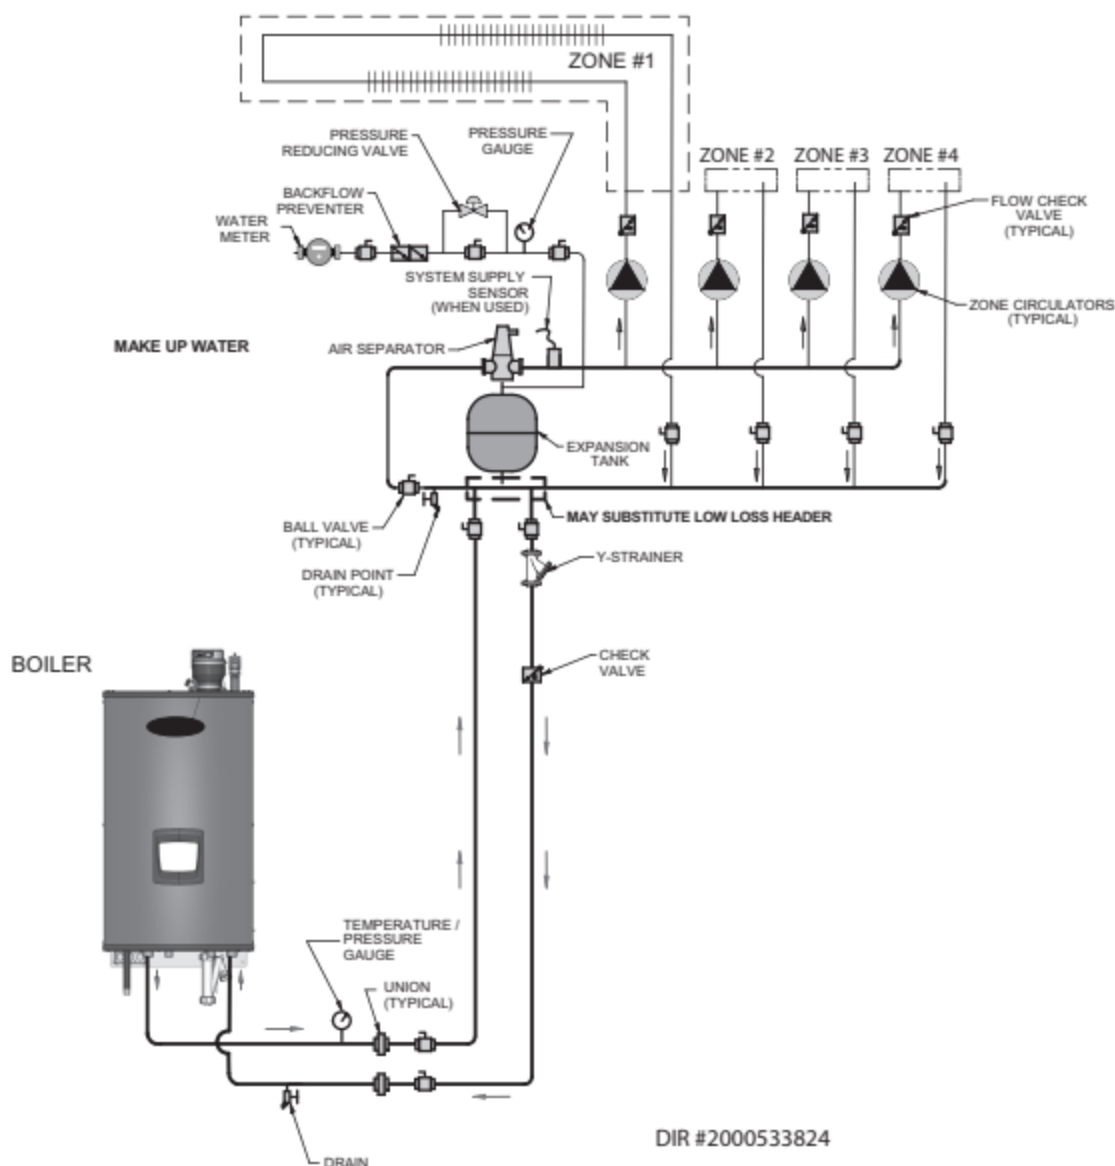 ZONE #1
PRESSURE
REDUCING VALVE
PRESSURE
GAUGE
ZONE #2
ZONE #3
ZONE #4
BACKFLOW
PREVENTER
WATER
METER
FLOW CHECK
VALVE
(TYPICAL)
SYSTEM SUPPLY
SENSOR
(WHEN USED)
ZONE CIRCULATORS
(TYPICAL)
MAKE UP WATER
AIR SEPARATOR
EXPANSION
TANK
MAY SUBSTITUTE LOW LOSS HEADER
BALL VALVE
(TYPICAL)
Y-STRAINER
DRAIN POINT
(TYPICAL)
BOILER
CHECK
VALVE
TEMPERATURE /
PRESSURE
GAUGE
UNION
(TYPICAL)
DIR #2000533824
DRAIN